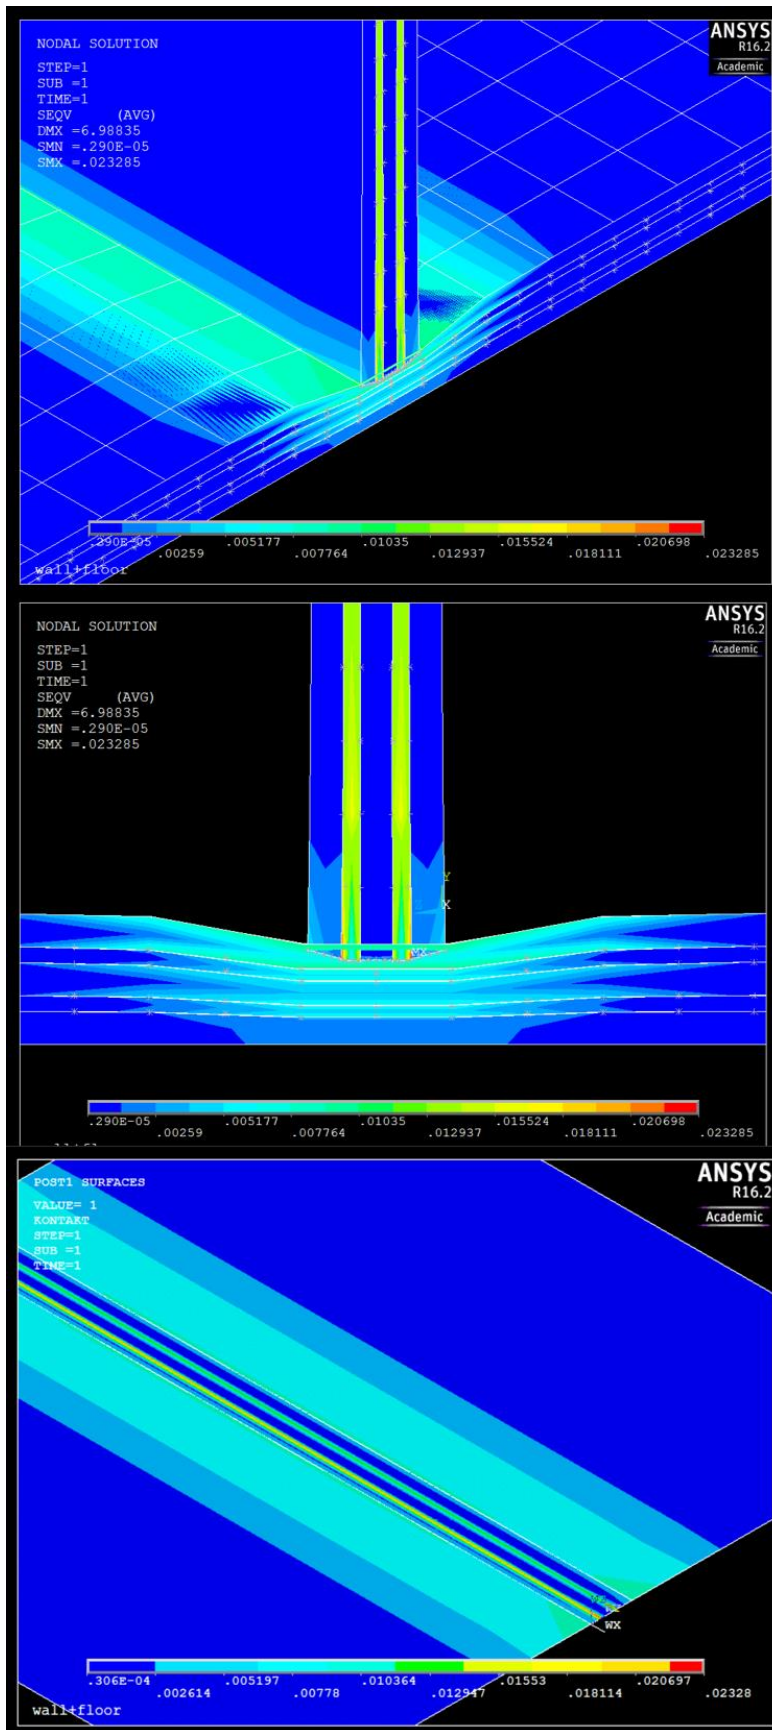 NODAL SOLUTION
STEP=1
SUB =1
TIME=1
SEQV (AVG)
DMX =6.98835
SMN =.290E-05
SMX =.023285
ANSYS
R16.2
Academic
.290E-05 .00259 .005177 .007764 .01035 .012937 .015524 .018111 .020698 .023285
wall+floor
NODAL SOLUTION
STEP=1
SUB =1
TIME=1
SEQV (AVG)
DMX =6.98835
SMN =.290E-05
SMX =.023285
ANSYS
R16.2
Academic
Y
X
.290E-05 .00259 .005177 .007764 .01035 .012937 .015524 .018111 .020698 .023285
POST1 SURFACES
VALUE= 1
KONTAKT
STEP=1
SUB =1
TIME=1
ANSYS
R16.2
Academic
WX
.306E-04 .002614 .005197 .00778 .010364 .012947 .01553 .018114 .020697 .02328
wall+floor